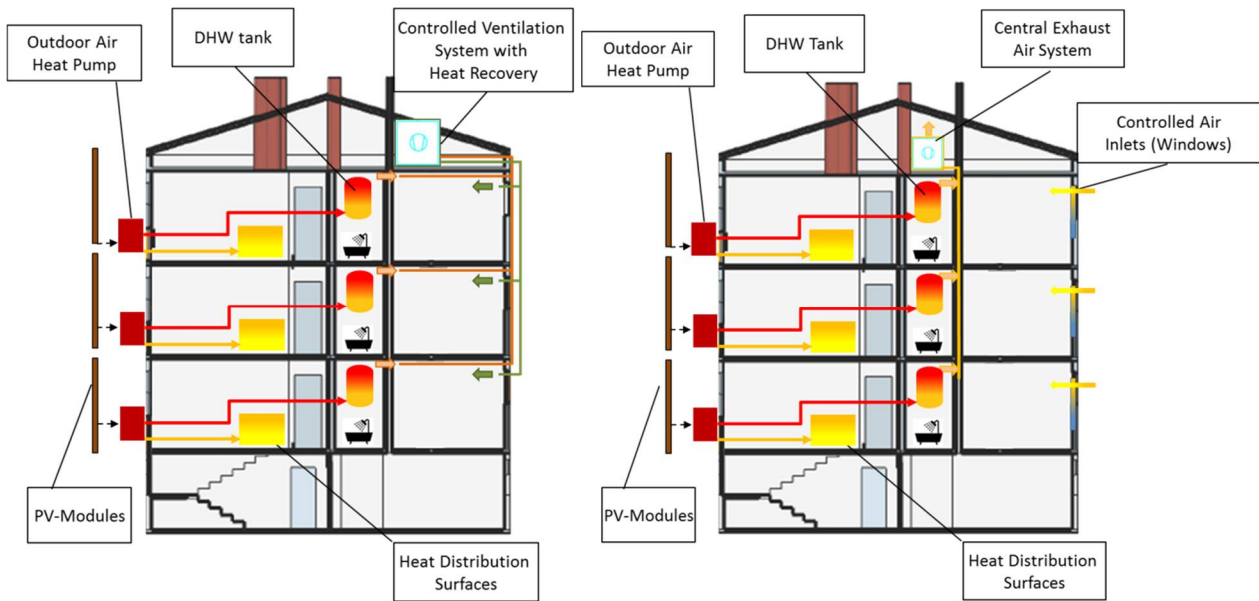 Outdoor Air
Heat Pump
DHW tank
Controlled Ventilation
System with
Heat Recovery
PV-Modules
Heat Distribution
Surfaces
Outdoor Air
Heat Pump
DHW Tank
Central Exhaust
Air System
Controlled Air
Inlets (Windows)
PV-Modules
Heat Distribution
Surfaces